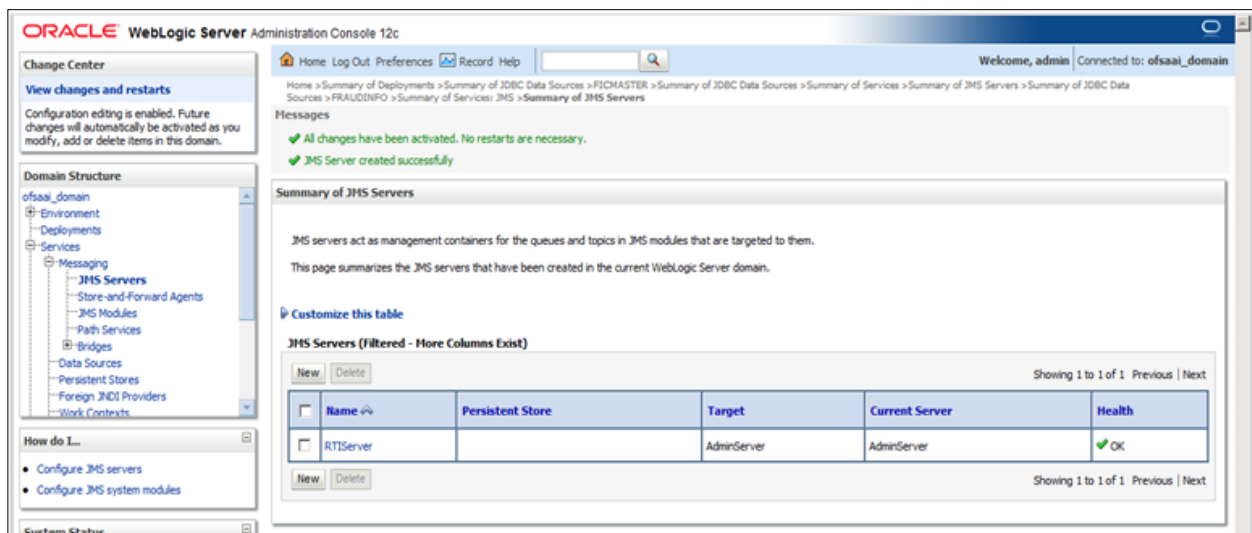 ORACLE WebLogic Server Administration Console 12c
Change Center
View changes and restarts
Configuration editing is enabled. Future
changes will automatically be activated as you
modify, add or delete items in this domain.
Domain Structure
ofsaai_domain
Environment
Deployments
Services
Messaging
JMS Servers
Store-and-Forward Agents
JMS Modules
Path Services
Bridges
Data Sources
Persistent Stores
Foreign JNDI Providers
Work Contexts
How do I...
Configure JMS servers
Configure JMS system modules
System Status
Home Log Out Preferences Record Help
Welcome, admin Connected to: ofsaai_domain
Home >Summary of Deployments >Summary of JDBC Data Sources >FICMASTER >Summary of JDBC Data Sources >Summary of Services >Summary of JMS Servers >Summary of JDBC Data
Sources >FRAUDINFO >Summary of Services: JMS >Summary of JMS Servers
Messages
All changes have been activated. No restarts are necessary.
JMS Server created successfully
Summary of JMS Servers
JMS servers act as management containers for the queues and topics in JMS modules that are targeted to them.
This page summarizes the JMS servers that have been created in the current WebLogic Server domain.
Customize this table
JMS Servers (Filtered - More Columns Exist)
New Delete Showing 1 to 1 of 1 Previous | Next
Name Persistent Store Target Current Server Health
RTIServer AdminServer AdminServer OK
New Delete Showing 1 to 1 of 1 Previous | Next